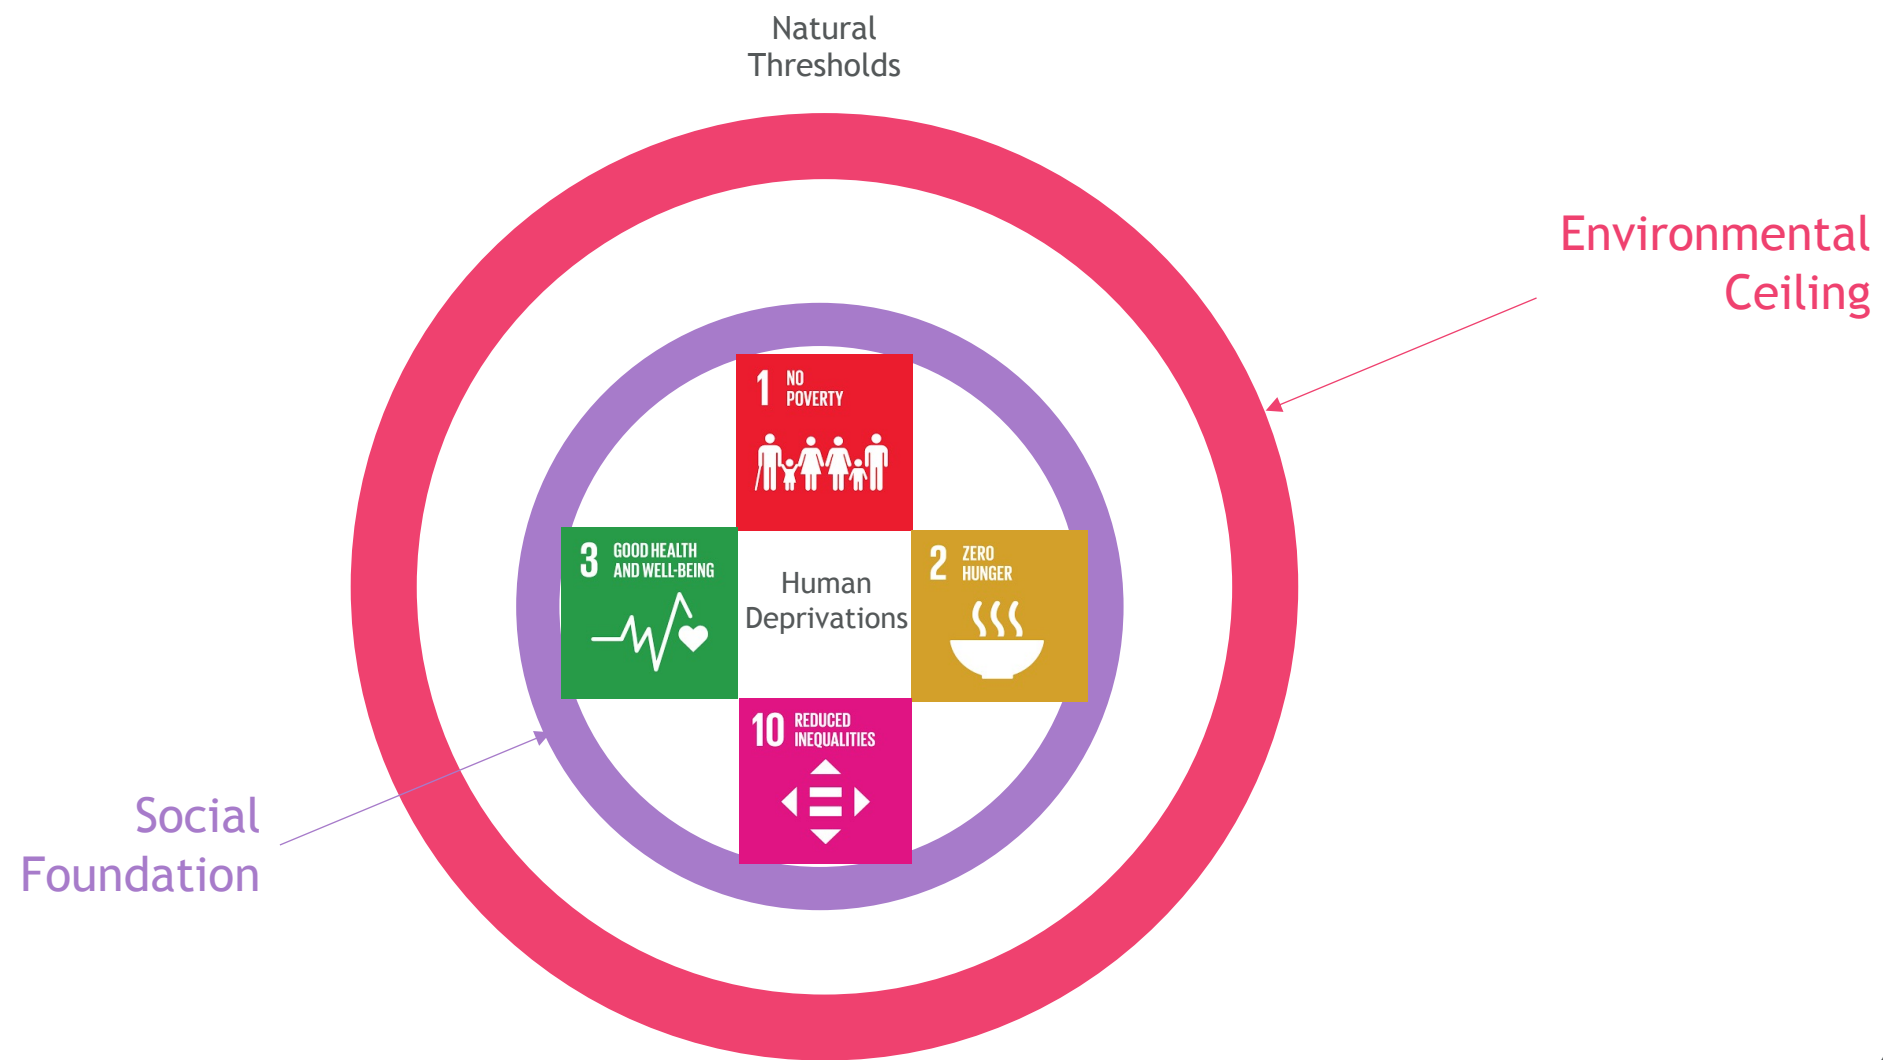 Natural
Thresholds
Environmental
Ceiling
1 NO
POVERTY
3 GOOD HEALTH
AND WELL-BEING
Human
Deprivations
2 ZERO
HUNGER
10 REDUCED
INEQUALITIES
Social
Foundation